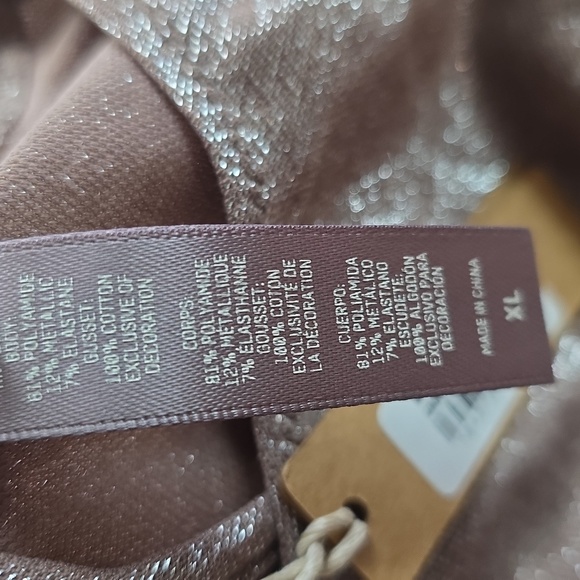 BODY:
81% POLYAMIDE
12% METALLIC
7% ELASTANE
GUSSET:
100% COTTON
EXCLUSIVE OF
DECORATION
CORPS:
81% POLYAMIDE
12% METALLIQUE
7% ELASTHANNE
GOUSSET:
100% COTON
EXCLUSIVITÉ DE
LA DÉCORATION
CUERPO:
81% POLIAMIDA
12% METÁLICO
7% ELASTANO
ESCUDETE:
100% ALGODÓN
EXCLUSIVO PARA
DECORACIÓN
MADE IN CHINA
XL